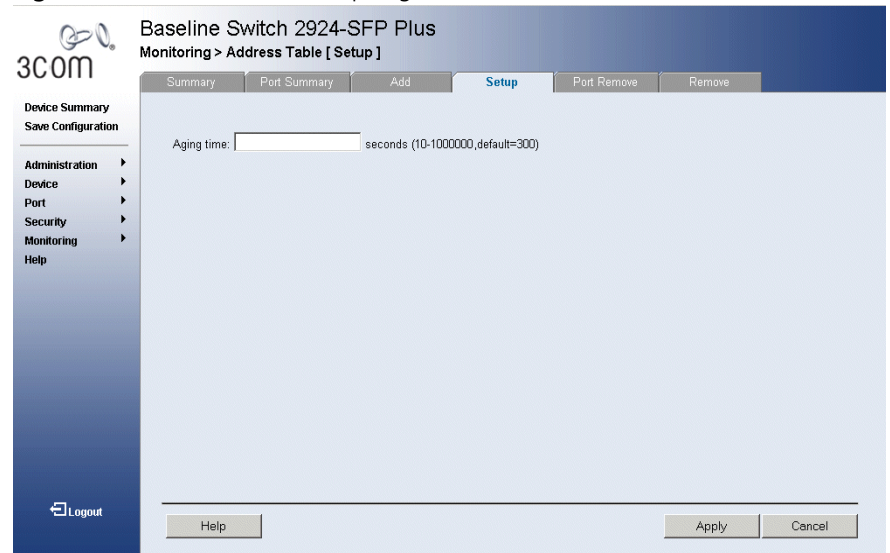 Baseline Switch 2924-SFP Plus
Monitoring > Address Table [ Setup ]
3com
Summary
Port Summary
Add
Setup
Port Remove
Remove
Device Summary
Save Configuration
Aging time: seconds (10-1000000,default=300)
Administration
Device
Port
Security
Monitoring
Help
Logout
Help
Apply
Cancel